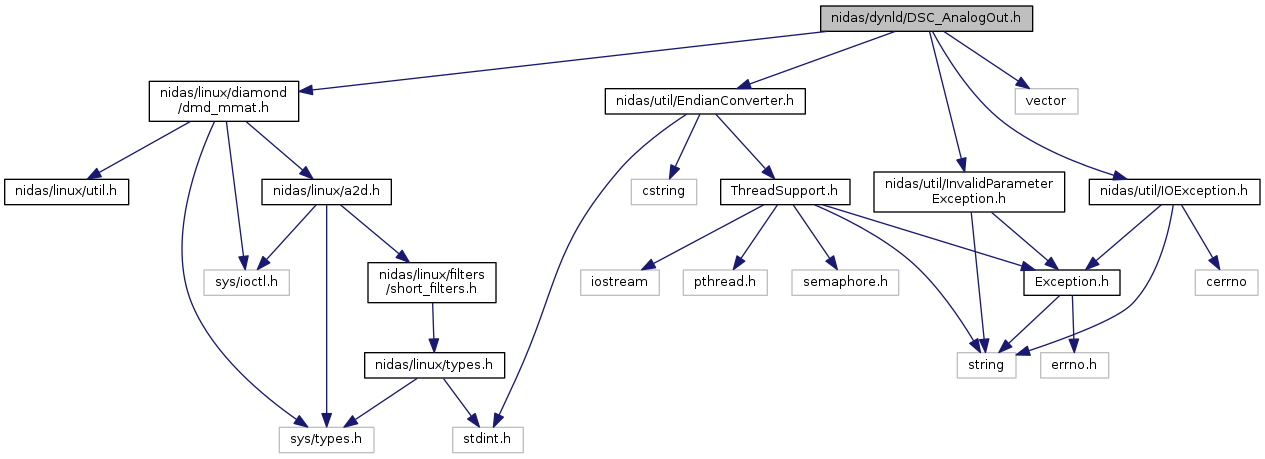 nidas/dynld/DSC_AnalogOut.h
nidas/linux/diamond
/dmd_mmat.h
nidas/util/EndianConverter.h
vector
nidas/linux/util.h
nidas/linux/a2d.h
cstring
ThreadSupport.h
nidas/util/InvalidParameter
Exception.h
nidas/util/IOException.h
sys/ioctl.h
nidas/linux/filters
/short_filters.h
iostream
pthread.h
semaphore.h
Exception.h
cerrno
nidas/linux/types.h
string
errno.h
sys/types.h
stdint.h